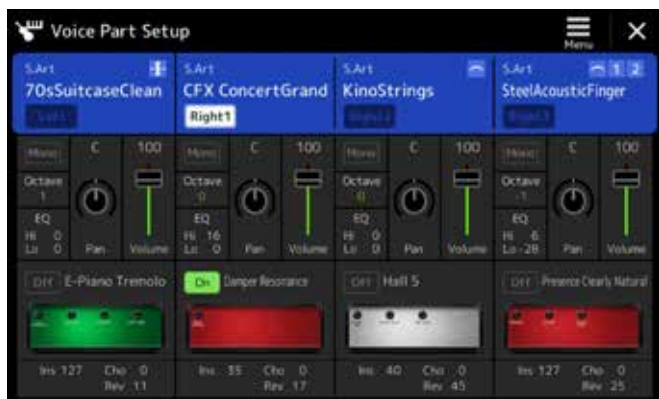 Voice Part Setup
Menu
S.Art
70sSuitcaseClean
Left
S.Art
CFX ConcertGrand
Right1
S.Art
KinoStrings
Right2
S.Art
1 2
SteelAcousticFinger
Right3
Mono C 100
Octave
1
EQ
Hi 0
Lo 0
Pan Volume
Mono C 100
Octave
0
EQ
Hi 16
Lo 0
Pan Volume
Mono C 100
Octave
0
EQ
Hi 0
Lo 0
Pan Volume
Mono C 100
Octave
-1
EQ
Hi 6
Lo -28
Pan Volume
Off E-Piano Tremolo
On Damper Resonance
Off Hall 5
Off Presence Clearly Natural
Ins 127 Cho 0
Rev 11
Ins 35 Cho 0
Rev 17
Ins 40 Cho 0
Rev 45
Ins 127 Cho 0
Rev 25